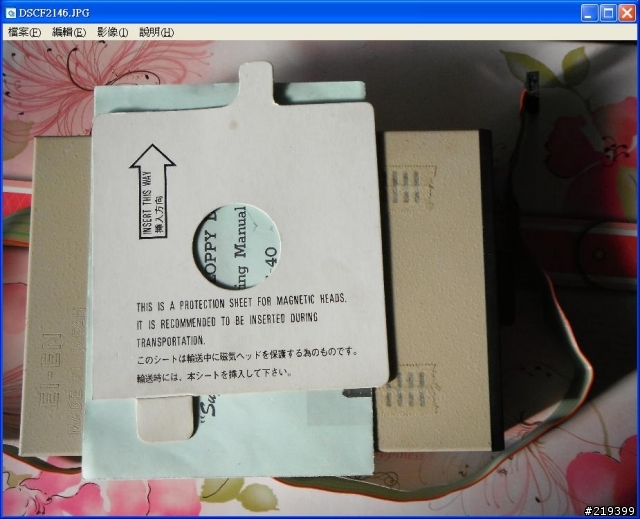 DSCF2146.JPG
檔案(F) 編輯(E) 影像(I) 說明(H)
INSERT THIS WAY
挿入方向
OPPY
ng Manual
-40
THIS IS A PROTECTION SHEET FOR MAGNETIC HEADS.
IT IS RECOMMENDED TO BE INSERTED DURING
TRANSPORTATION.
このシートは輸送中に磁気ヘッドを保護する為のものです。
輸送時には、本シートを挿入して下さい。
"Su
#219399